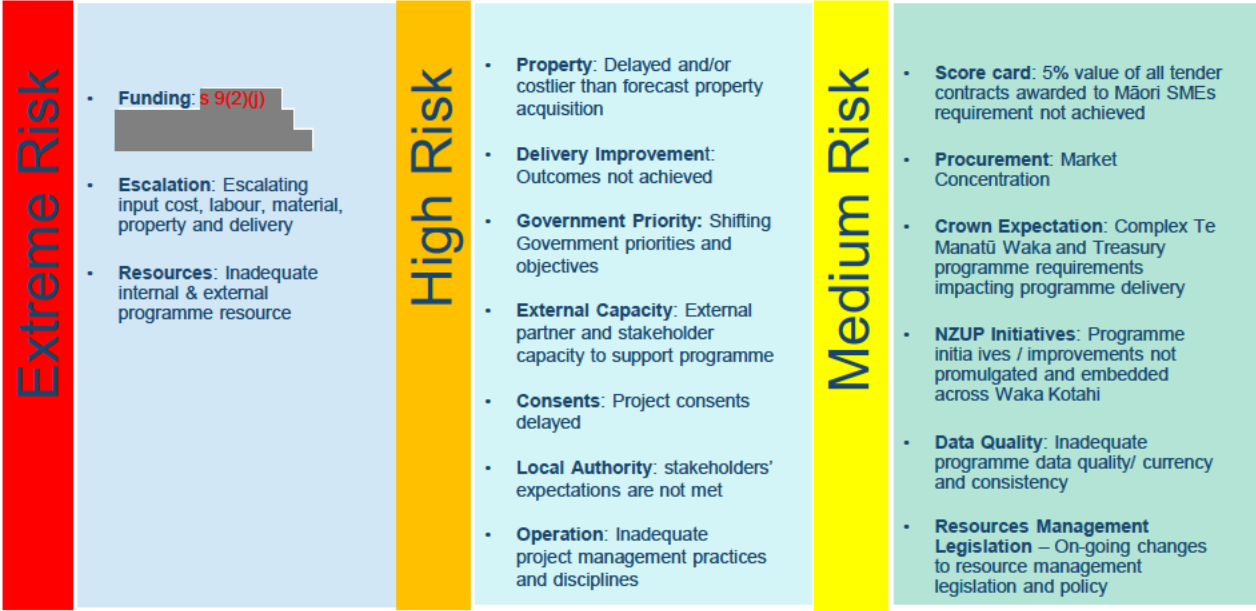 Extreme Risk
• Funding: s 9(2)(j)
• Escalation: Escalating
input cost, labour, material,
property and delivery
• Resources: Inadequate
internal & external
programme resource
High Risk
• Property: Delayed and/or
costlier than forecast property
acquisition
• Delivery Improvement:
Outcomes not achieved
• Government Priority: Shifting
Government priorities and
objectives
• External Capacity: External
partner and stakeholder
capacity to support programme
• Consents: Project consents
delayed
• Local Authority: stakeholders’
expectations are not met
• Operation: Inadequate
project management practices
and disciplines
Medium Risk
• Score card: 5% value of all tender
contracts awarded to Māori SMEs
requirement not achieved
• Procurement: Market
Concentration
• Crown Expectation: Complex Te
Manatū Waka and Treasury
programme requirements
impacting programme delivery
• NZUP Initiatives: Programme
initia ives / improvements not
promulgated and embedded
across Waka Kotahi
• Data Quality: Inadequate
programme data quality/ currency
and consistency
• Resources Management
Legislation – On-going changes
to resource management
legislation and policy